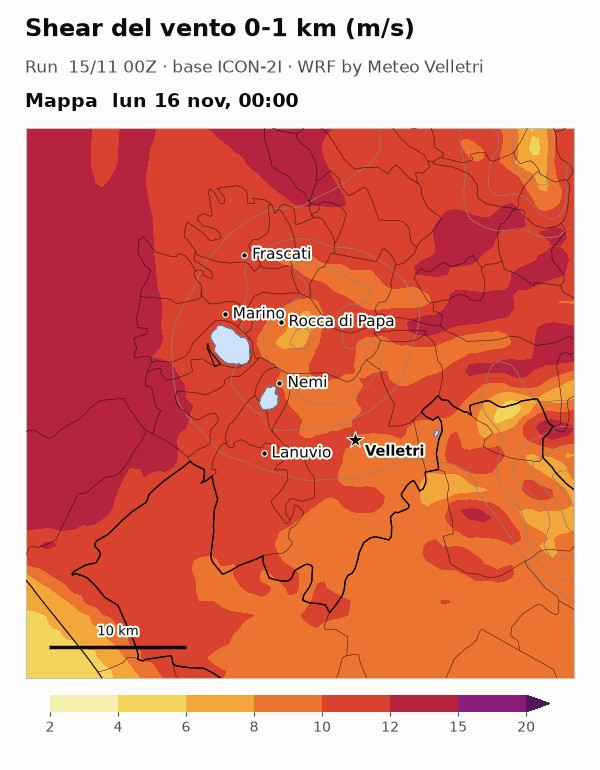 Shear del vento 0-1 km (m/s)
Run 15/11 00Z · base ICON-2I · WRF by Meteo Velletri
Mappa lun 16 nov, 00:00
Frascati
Marino
Rocca di Papa
Nemi
Velletri
Lanuvio
10 km
2 4 6 8 10 12 15 20